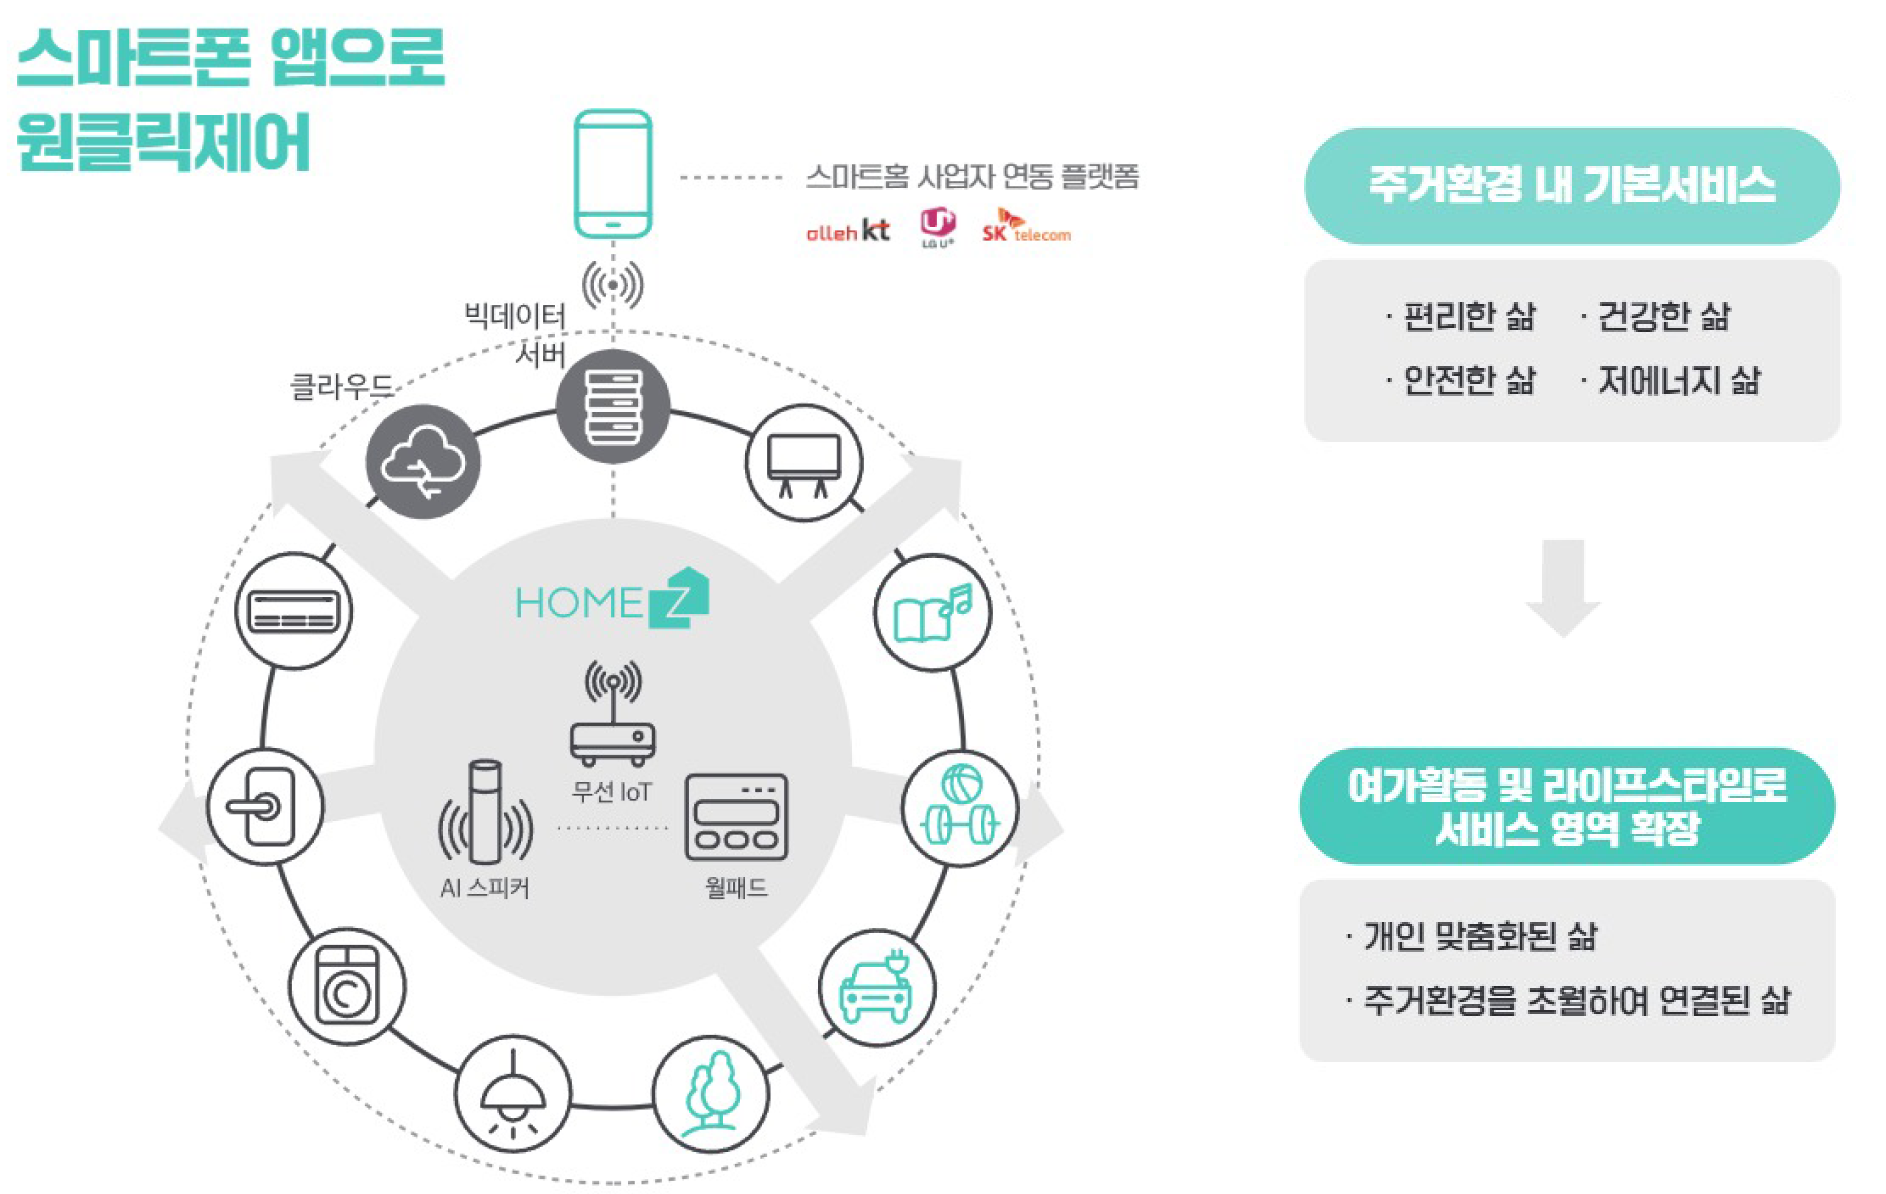 스마트폰 앱으로
원클릭제어
스마트홈 사업자 연동 플랫폼
olleh kt
LG U+
SK telecom
빅데이터
서버
클라우드
HOME Z
무선 IoT
AI 스피커
월패드
주거환경 내 기본서비스
· 편리한 삶 · 건강한 삶
· 안전한 삶 · 저에너지 삶
여가활동 및 라이프스타일로
서비스 영역 확장
· 개인 맞춤화된 삶
· 주거환경을 초월하여 연결된 삶